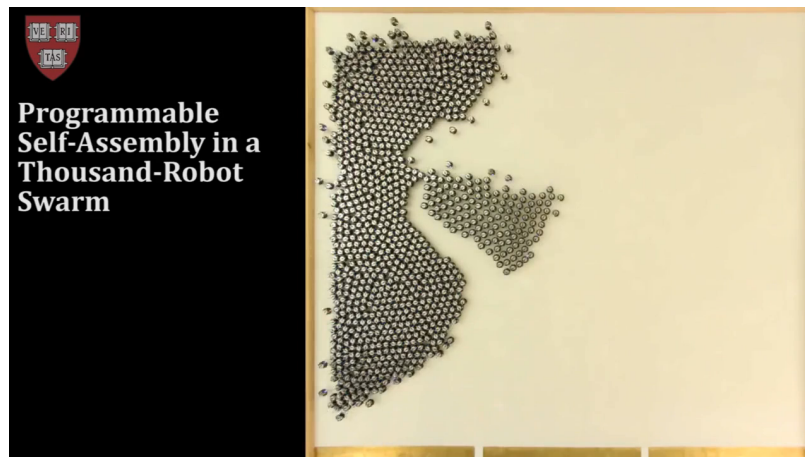 VE RI
TAS
Programmable
Self-Assembly in a
Thousand-Robot
Swarm